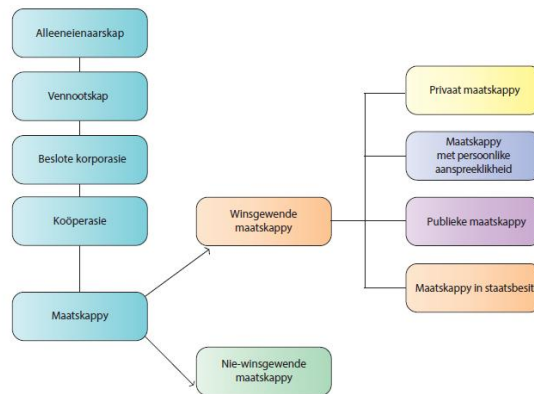 Alleeneienaarskap
Vennootskap
Beslote korporasie
Koöperasie
Maatskappy
Winsgewende
maatskappy
Nie-winsgewende
maatskappy
Privaat maatskappy
Maatskappy
met persoonlike
aanspreeklikheid
Publieke maatskappy
Maatskappy in staatsbesit